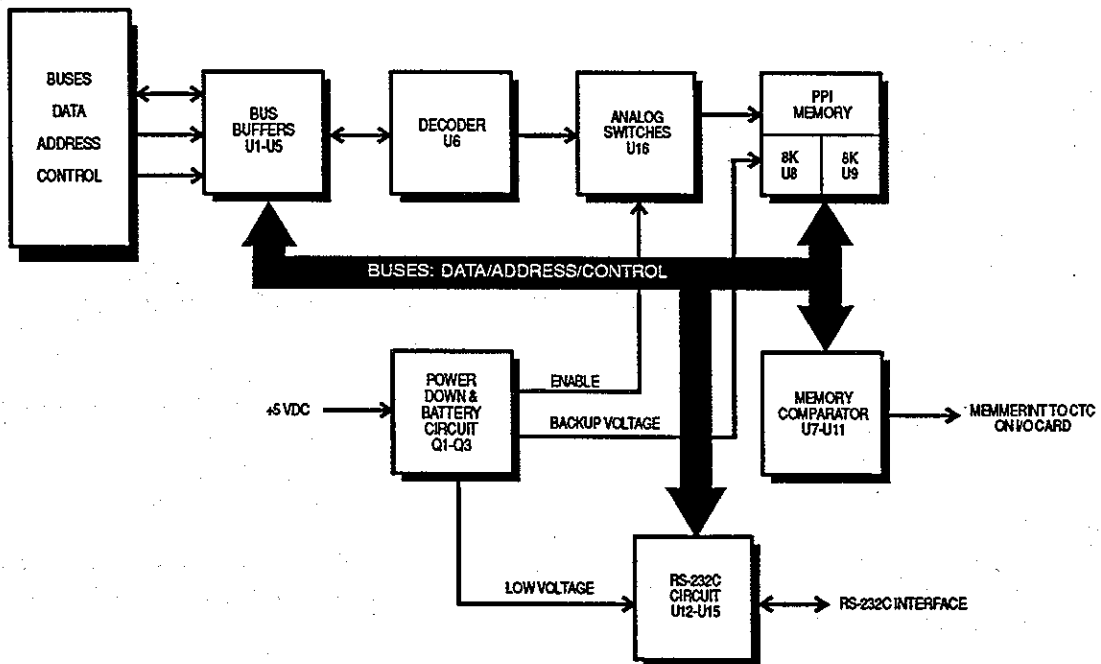 BUSES
DATA
ADDRESS
CONTROL
BUS
BUFFERS
U1-U5
DECODER
U6
ANALOG
SWITCHES
U16
PPI
MEMORY
8K
U8
8K
U9
BUSES: DATA/ADDRESS/CONTROL
+5 VDC
POWER
DOWN &
BATTERY
CIRCUIT
Q1-Q3
ENABLE
BACKUP VOLTAGE
MEMORY
COMPARATOR
U7-U11
MEMMERINT TO CTC
ON I/O CARD
LOW VOLTAGE
RS-232C
CIRCUIT
U12-U15
RS-232C INTERFACE